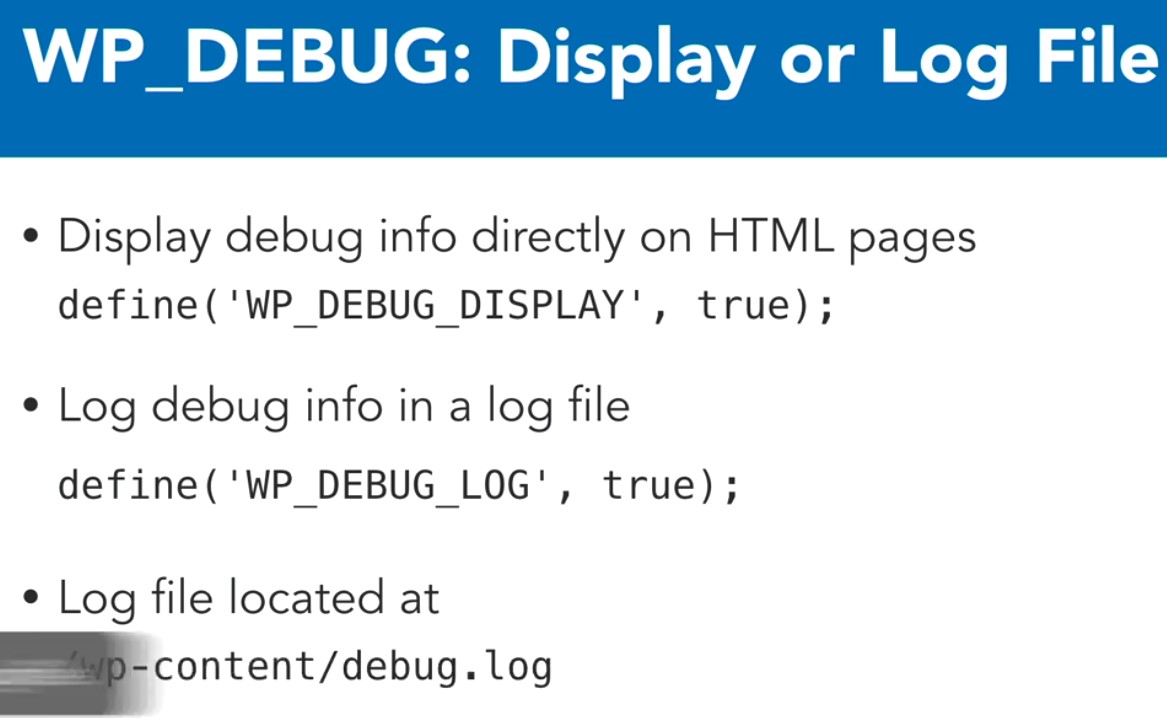 WP_DEBUG: Display or Log File
• Display debug info directly on HTML pages
define('WP_DEBUG_DISPLAY', true);
• Log debug info in a log file
define('WP_DEBUG_LOG', true);
• Log file located at
/wp-content/debug.log